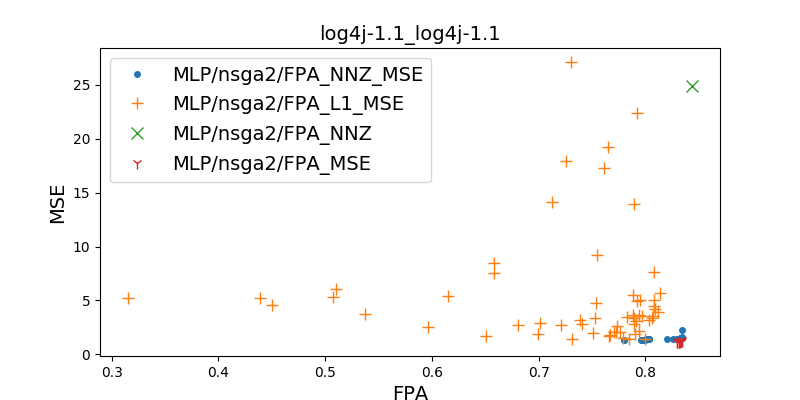 log4j-1.1_log4j-1.1
MLP/nsga2/FPA_NNZ_MSE
MLP/nsga2/FPA_L1_MSE
MLP/nsga2/FPA_NNZ
MLP/nsga2/FPA_MSE
MSE
25
20
15
10
5
0
0.3 0.4 0.5 0.6 0.7 0.8
FPA